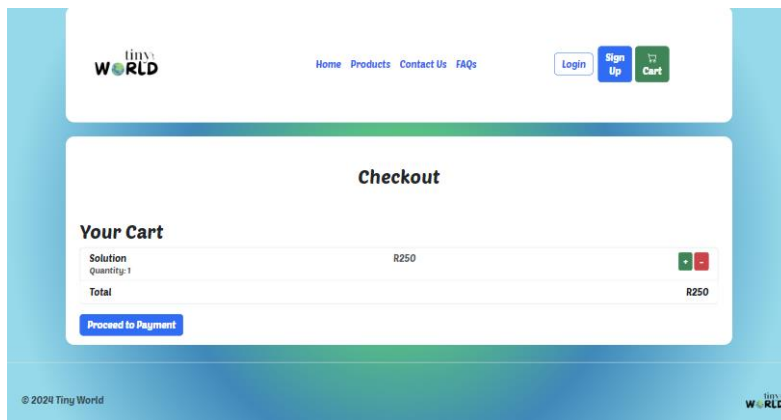 tiny
WORLD
Home Products Contact Us FAQs
Login
Sign
Up
Cart
Checkout
Your Cart
Solution
R250
+ -
Quantity: 1
Total
R250
Proceed to Payment
© 2024 Tiny World
tiny
WORLD